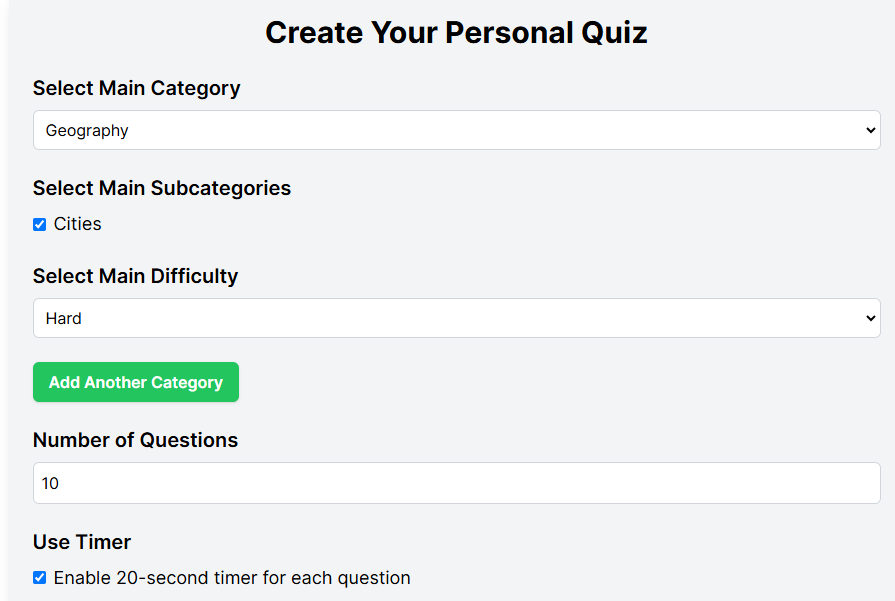 Create Your Personal Quiz
Select Main Category
Geography
Select Main Subcategories
Cities
Select Main Difficulty
Hard
Add Another Category
Number of Questions
10
Use Timer
Enable 20-second timer for each question